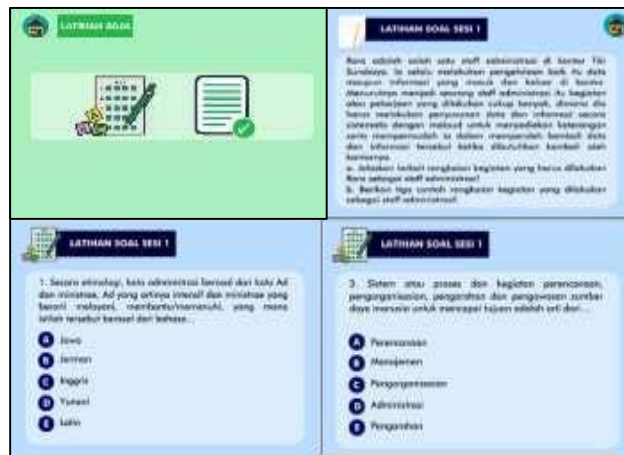 LATIHAN SOAL
LATIHAN SOAL SESI 1
Rara adalah salah satu staff administrasi di kantor Tiki
Surabaya. Ia selalu melakukan pengelolaan baik itu data
maupun informasi yang masuk dan keluar di kantor.
Menurutnya menjadi seorang staff administrasi itu kegiatan
atau pekerjaan yang dilakukan cukup banyak, dimana dia
harus melakukan penyusunan data dan informasi secara
sistematis dengan maksud untuk menyediakan keterangan
serta mempermudah ia dalam memperoleh kembali data
dan informasi tersebut ketika dibutuhkan kembali oleh
kantornya.
a. Jelaskan terkait rangkaian kegiatan yang harus dilakukan
Rara sebagai staff administrasi!
b. Berikan tiga contoh rangkaian kegiatan yang dilakukan
sebagai staff administrasi!
LATIHAN SOAL SESI 1
1. Secara etimologi, kata administrasi berasal dari kata Ad
dan ministrae, Ad yang artinya intensif dan ministrae yang
berarti melayani, membantu/memenuhi, yang mana
istilah tersebut berasal dari bahasa...
A Jawa
B Jerman
C Inggris
D Yunani
E Latin
LATIHAN SOAL SESI 1
3. Sistem atau proses dan kegiatan perencanaan,
pengorganisasian, pengarahan dan pengawasan sumber
daya manusia untuk mencapai tujuan adalah arti dari...
A Perencanaan
B Manajemen
C Pengorganisasian
D Administrasi
E Pengarahan